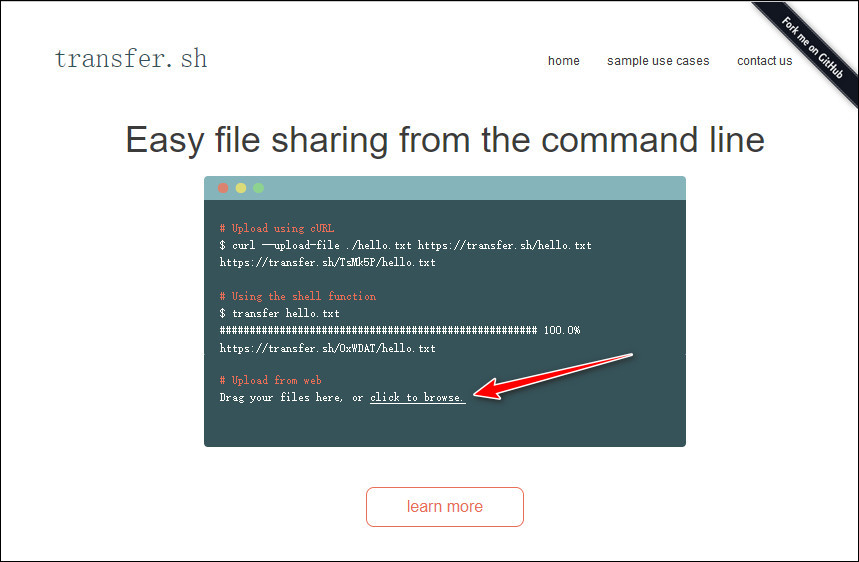 Fork me on GitHub
transfer.sh
home sample use cases contact us
Easy file sharing from the command line
# Upload using cURL
$ curl --upload-file ./hello.txt https://transfer.sh/hello.txt
https://transfer.sh/TsMk5P/hello.txt
# Using the shell function
$ transfer hello.txt
##################################################### 100.0%
https://transfer.sh/OxWDAT/hello.txt
# Upload from web
Drag your files here, or click to browse.
learn more